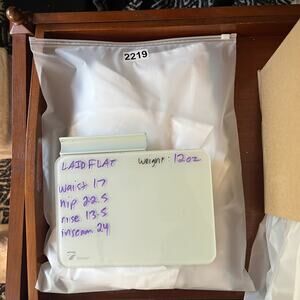 2219
LAID FLAT
weight: 12oz
waist 17
hip 22.5
rise 13.5
inseam 24